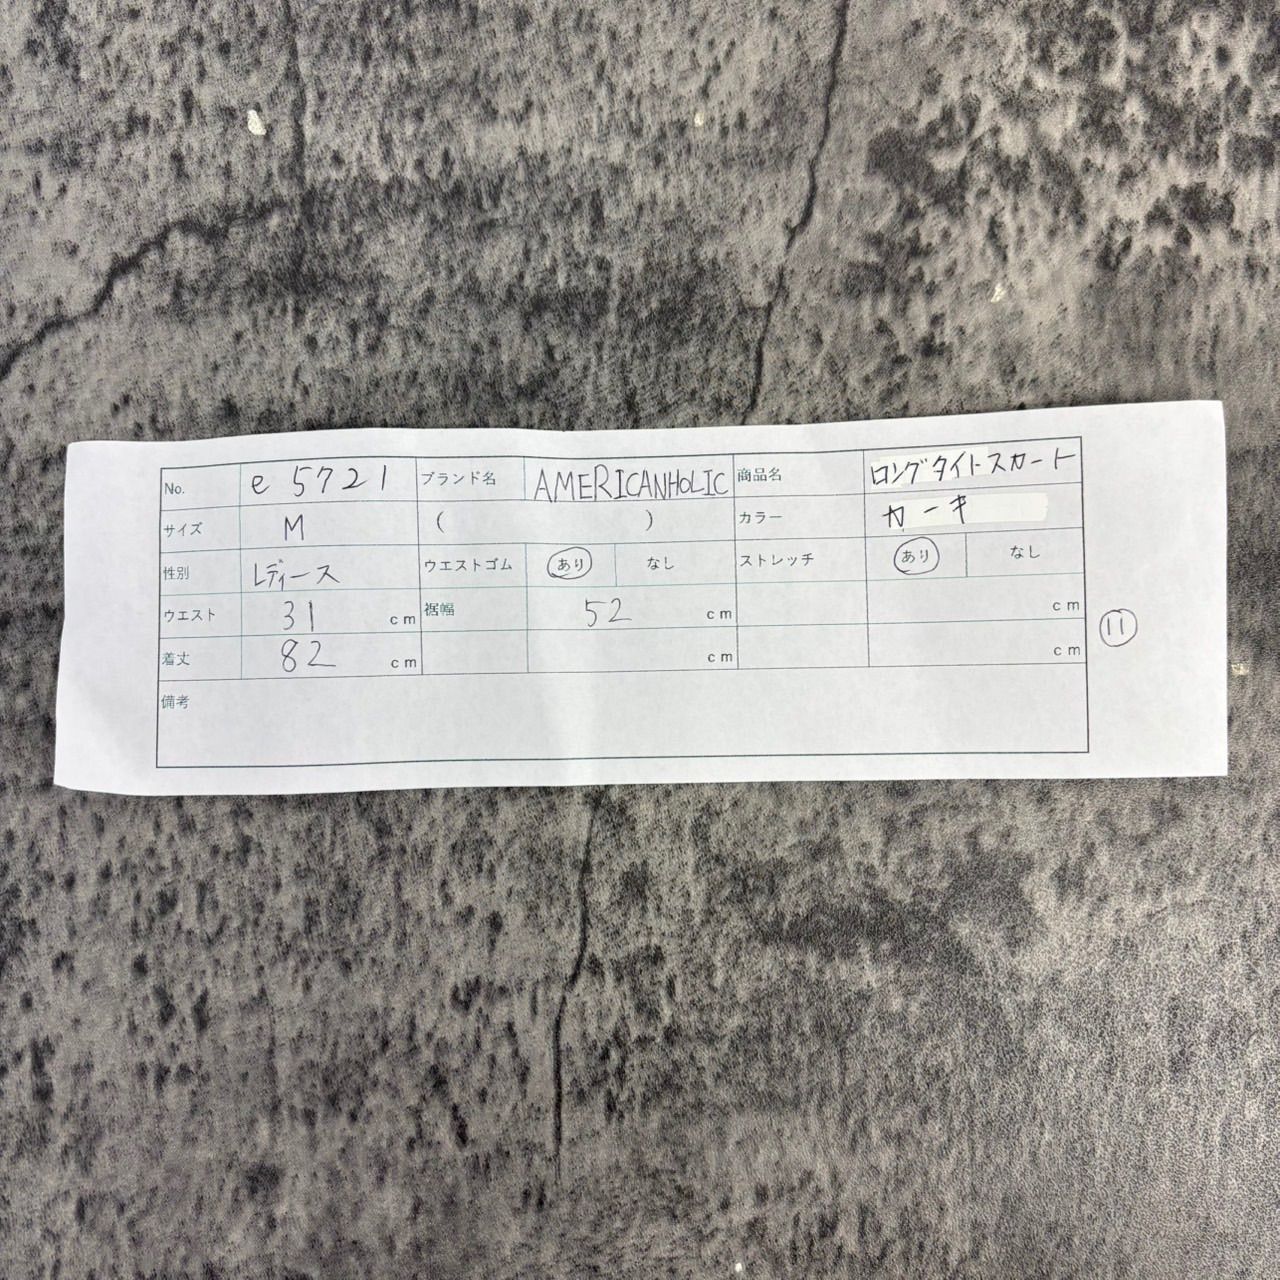 No. e 5721 ブランド名 AMERICANHOLIC 商品名 ロングタイトスカート
サイズ M ( ) カラー カーキ
性別 レディース ウエストゴム あり なし ストレッチ あり なし
ウエスト 31 cm 裾幅 52 cm cm
着丈 82 cm cm cm
⑪
備考